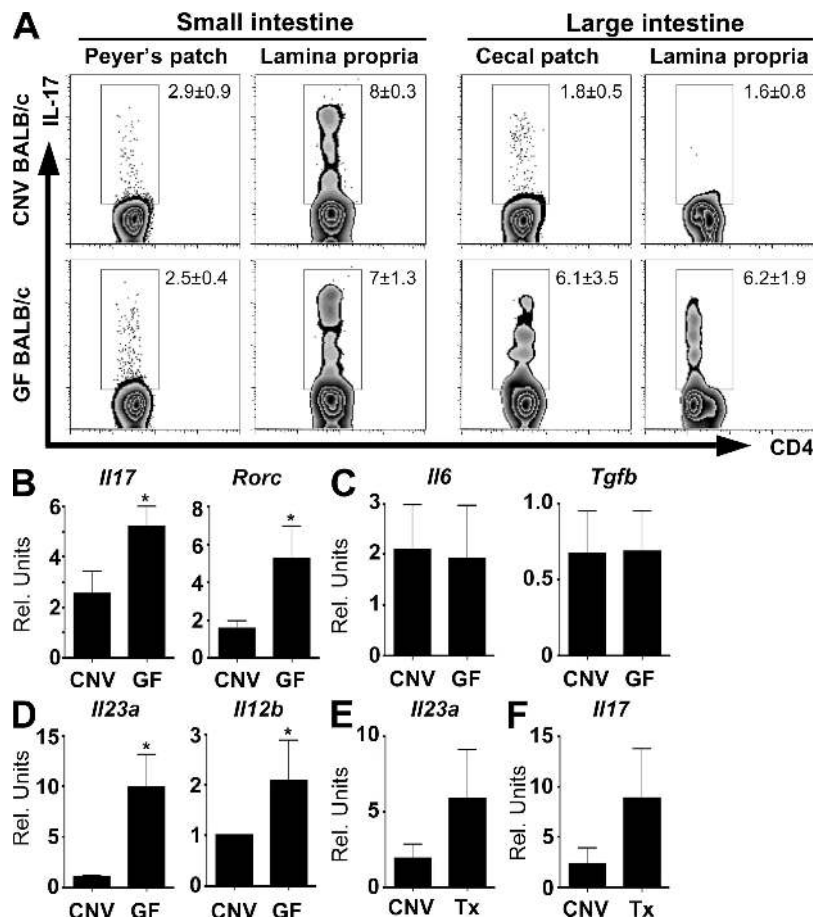 A
Small intestine
Large intestine
Peyer's patch
Lamina propria
Cecal patch
Lamina propria
CNV BALB/c
IL-17
2.9±0.9
8±0.3
1.8±0.5
1.6±0.8
GF BALB/c
2.5±0.4
7±1.3
6.1±3.5
6.2±1.9
CD4
B
Il17
Rel. Units
6
4
2
0
*
CNV GF
Rorc
8
6
4
2
0
*
CNV GF
C
Il6
Rel. Units
3
2
1
0
CNV GF
Tgfb
1.0
0.5
0
CNV GF
D
Il23a
Rel. Units
15
10
5
0
*
CNV GF
Il12b
3
2
1
0
*
CNV GF
E
Il23a
Rel. Units
10
5
0
CNV Tx
F
Il17
15
10
5
0
CNV Tx